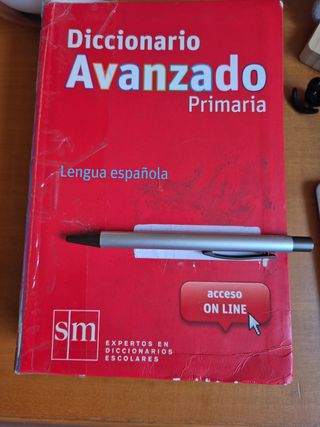 Diccionario
Avanzado
Primaria
Lengua española
acceso
ON LINE
sm
EXPERTOS EN
DICCIONARIOS
ESCOLARES